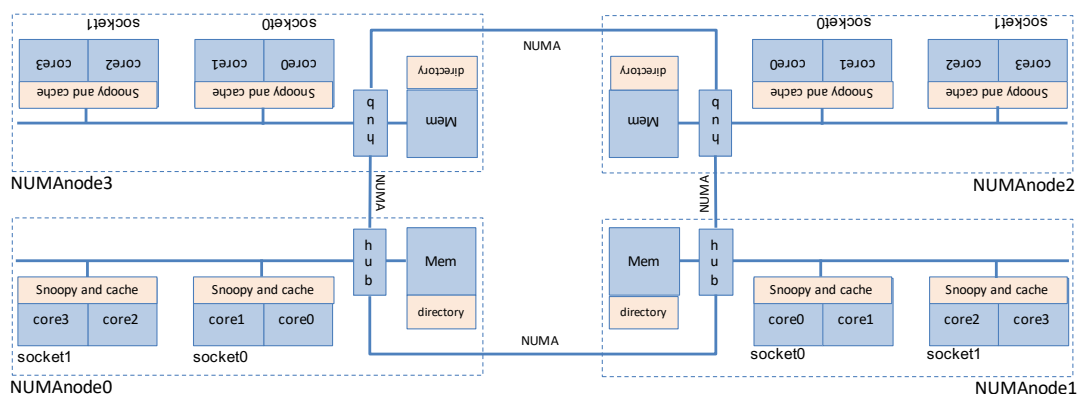 socket1
socket0
core3
core2
core1
core0
Snoopy and cache
Snoopy and cache
hub
directory
Mem
NUMAnode3
NUMA
socket0
socket1
core0
core1
core2
core3
Snoopy and cache
Snoopy and cache
hub
directory
Mem
NUMAnode2
NUMA
NUMA
hub
Mem
directory
Snoopy and cache
Snoopy and cache
core3
core2
core1
core0
socket1
socket0
NUMAnode0
NUMA
Mem
directory
hub
Snoopy and cache
Snoopy and cache
core0
core1
core2
core3
socket0
socket1
NUMAnode1